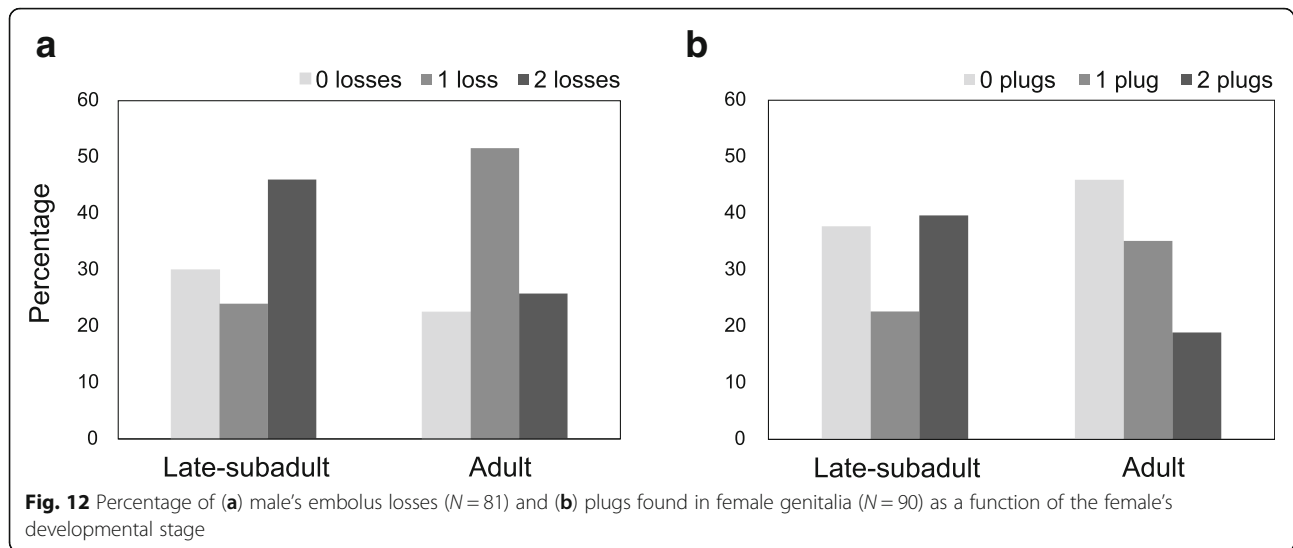 a
0 losses 1 loss 2 losses
60
50
40
30
20
10
0
Percentage
Late-subadult Adult
b
0 plugs 1 plug 2 plugs
60
50
40
30
20
10
0
Late-subadult Adult
Fig. 12 Percentage of (a) male's embolus losses (N = 81) and (b) plugs found in female genitalia (N = 90) as a function of the female's
developmental stage